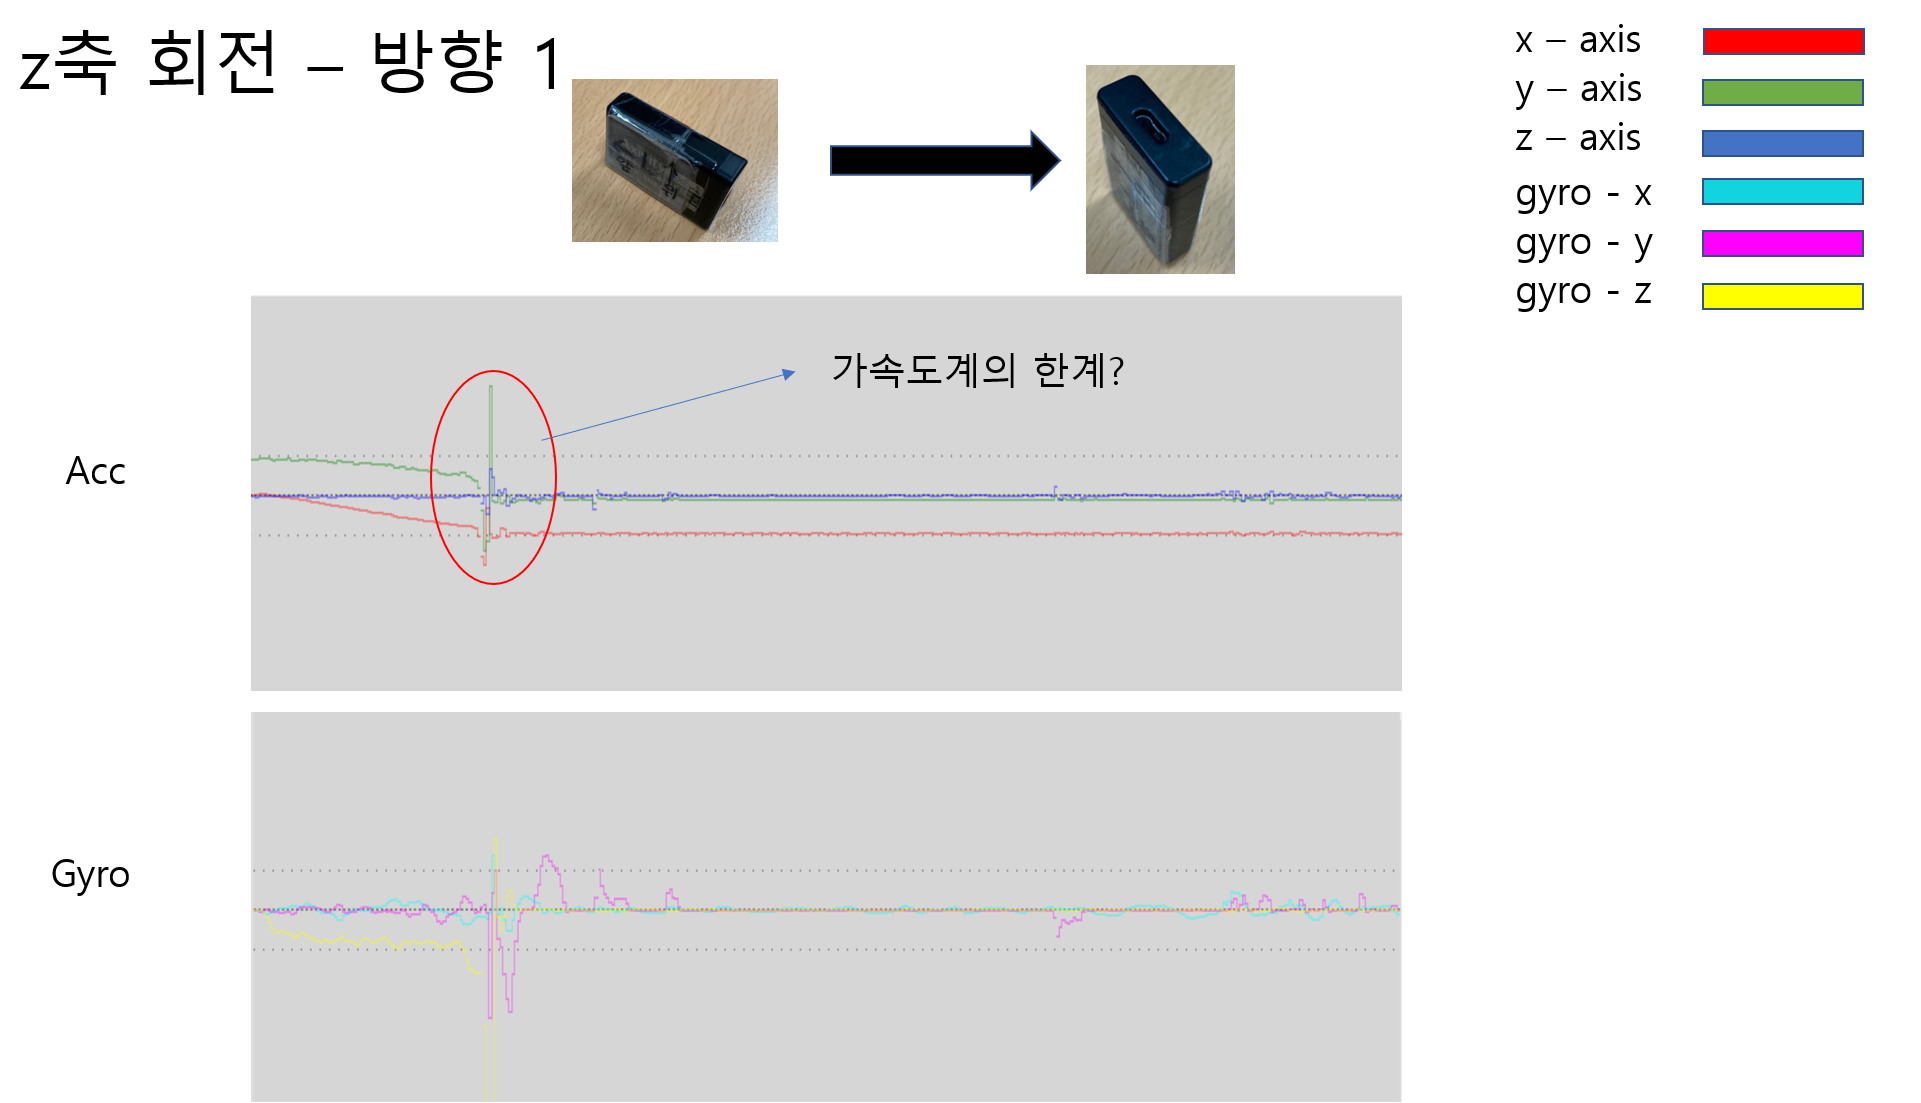 z축 회전 – 방향 1
x – axis
y – axis
z – axis
gyro - x
gyro - y
gyro - z
가속도계의 한계?
Acc
Gyro